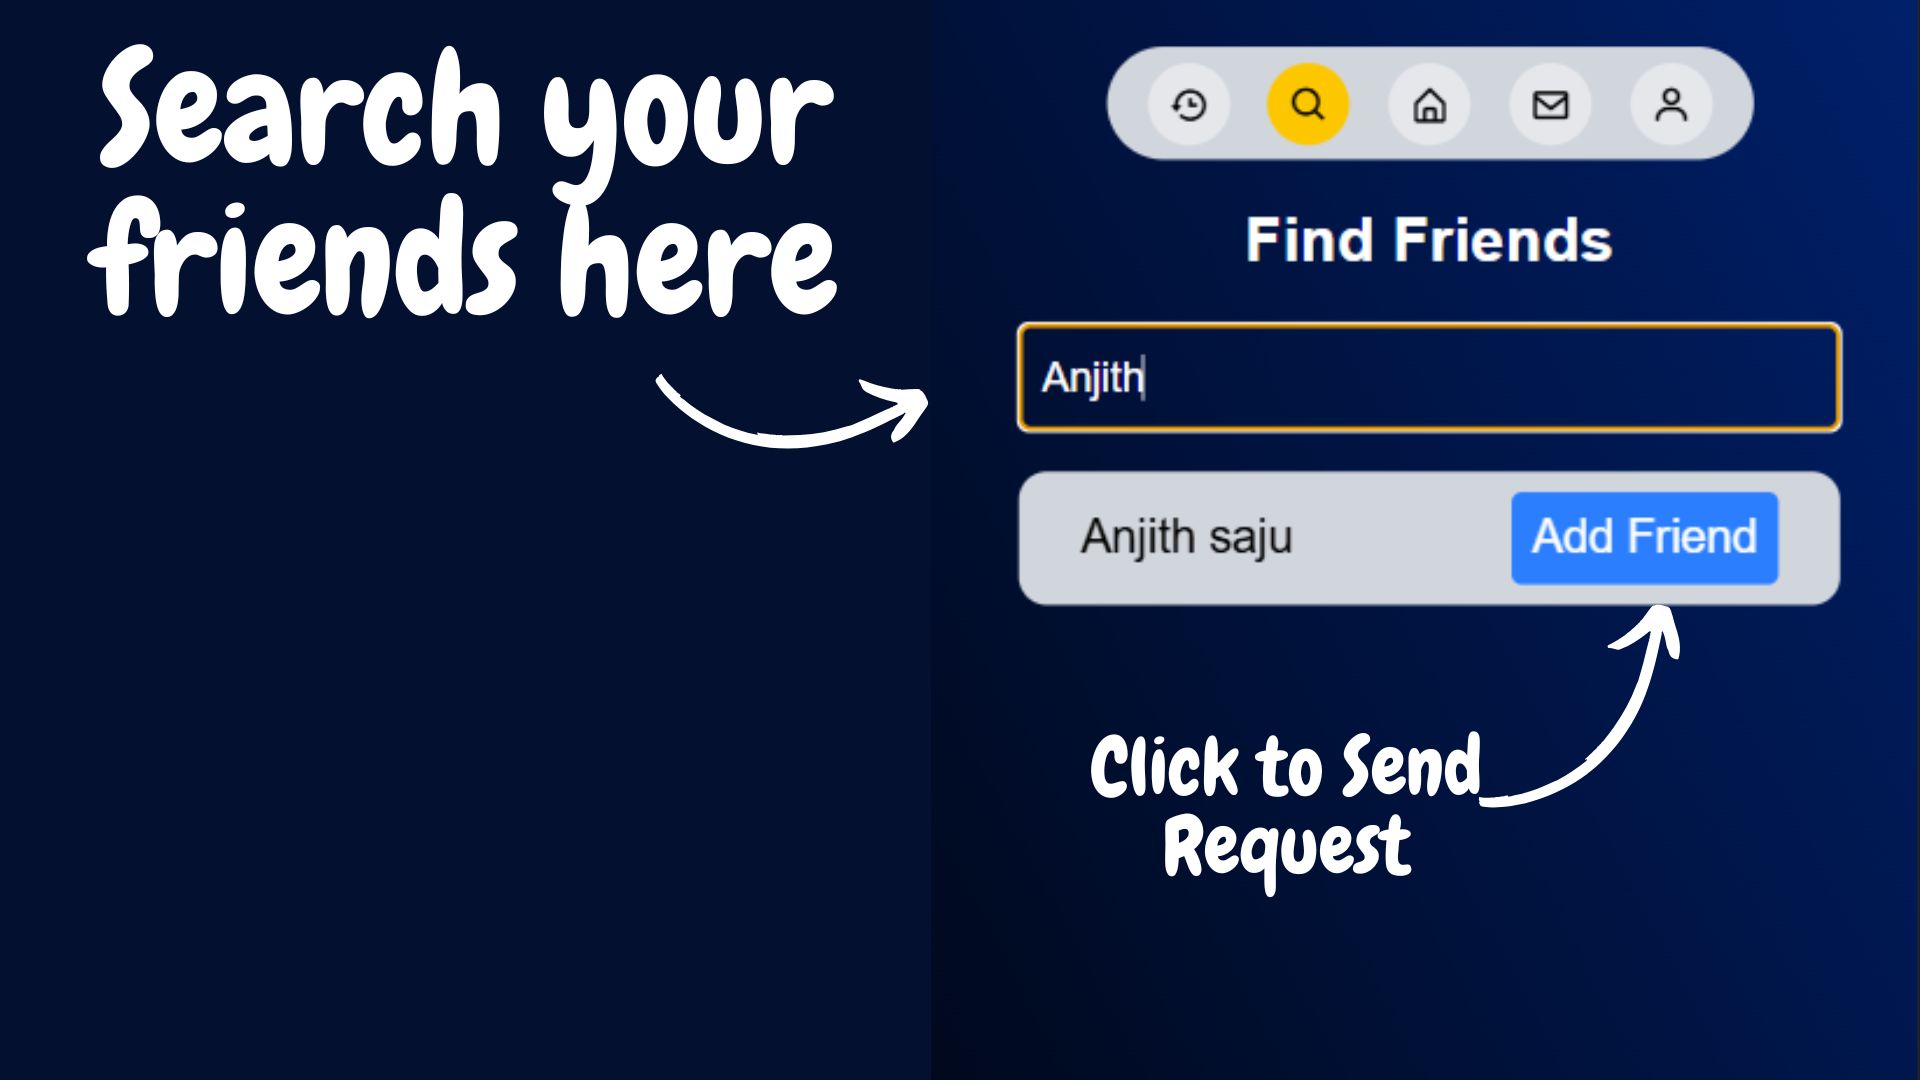 Search your
friends here
Find Friends
Anjith
Anjith saju
Add Friend
Click to Send
Request